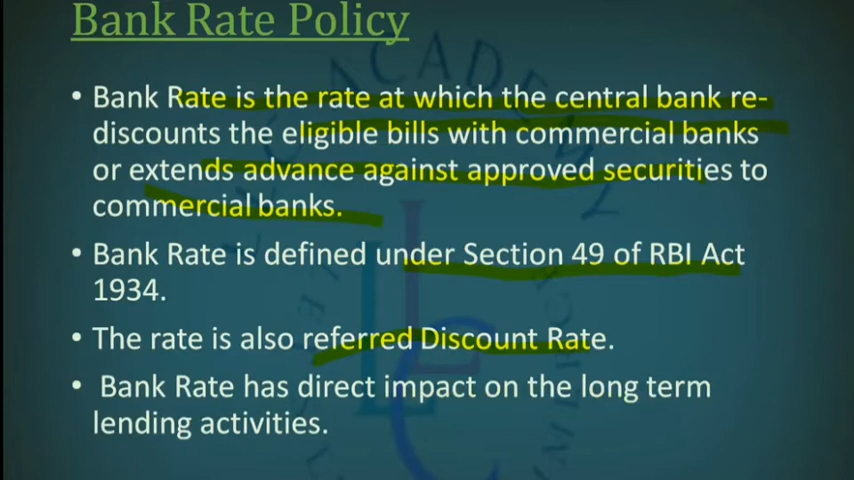 Bank Rate Policy
• Bank Rate is the rate at which the central bank re-
discounts the eligible bills with commercial banks
or extends advance against approved securities to
commercial banks.
• Bank Rate is defined under Section 49 of RBI Act
1934.
• The rate is also referred Discount Rate.
• Bank Rate has direct impact on the long term
lending activities.
ACADEMY